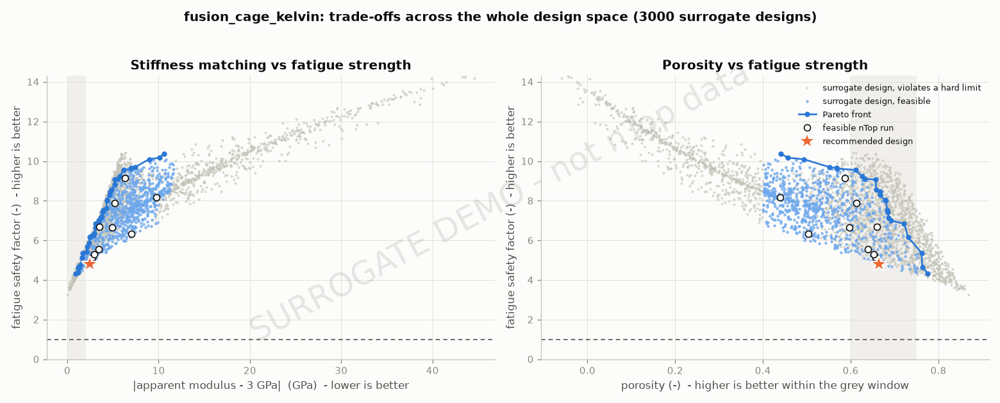 fusion_cage_kelvin: trade-offs across the whole design space (3000 surrogate designs)
Stiffness matching vs fatigue strength
fatigue safety factor (-)  - higher is better
14
12
10
8
6
4
2
0
0
10
20
30
40
|apparent modulus - 3 GPa|  (GPa)  - lower is better
Porosity vs fatigue strength
fatigue safety factor (-)  - higher is better
14
12
10
8
6
4
2
0
0.0
0.2
0.4
0.6
0.8
porosity (-)  - higher is better within the grey window
surrogate design, violates a hard limit
surrogate design, feasible
Pareto front
feasible nTop run
recommended design
SURROGATE DEMO - not nTop data